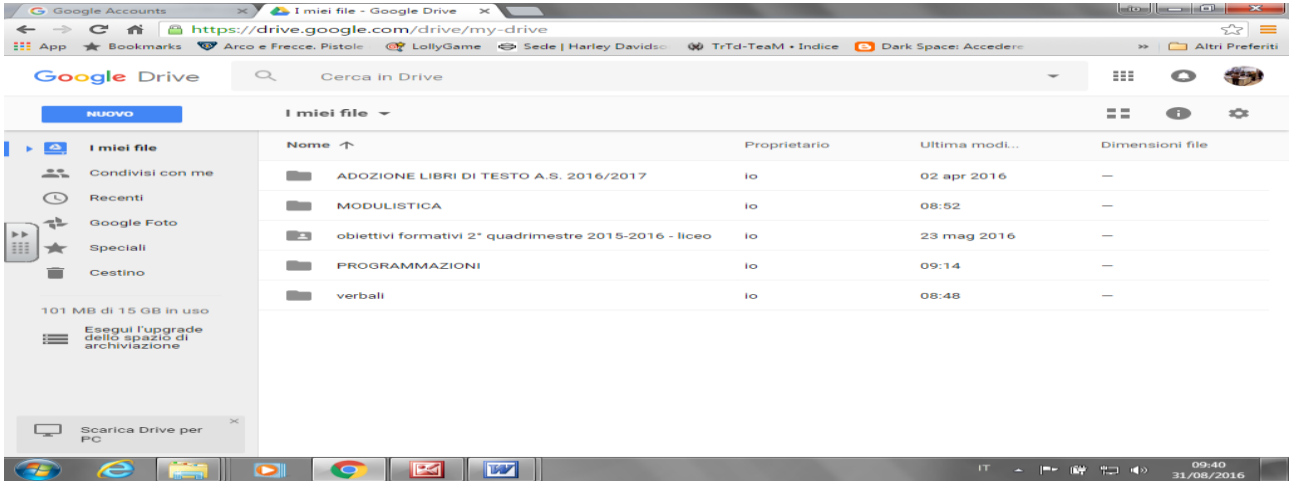 Google Accounts
I miei file - Google Drive
https://drive.google.com/drive/my-drive
App Bookmarks Arco e Frecce. Pistole LollyGame Sede | Harley Davidso TrTd-TeaM • Indice Dark Space: Accedere » Altri Preferiti
Google Drive Cerca in Drive
NUOVO I miei file
I miei file
Condivisi con me
Recenti
Google Foto
Speciali
Cestino
101 MB di 15 GB in uso
Esegui l'upgrade
dello spazio di
archiviazione
Scarica Drive per
PC
Nome Proprietario Ultima modi... Dimensioni file
ADOZIONE LIBRI DI TESTO A.S. 2016/2017 io 02 apr 2016 —
MODULISTICA io 08:52 —
obiettivi formativi 2° quadrimestre 2015-2016 - liceo io 23 mag 2016 —
PROGRAMMAZIONI io 09:14 —
verbali io 08:48 —
IT 09:40
31/08/2016